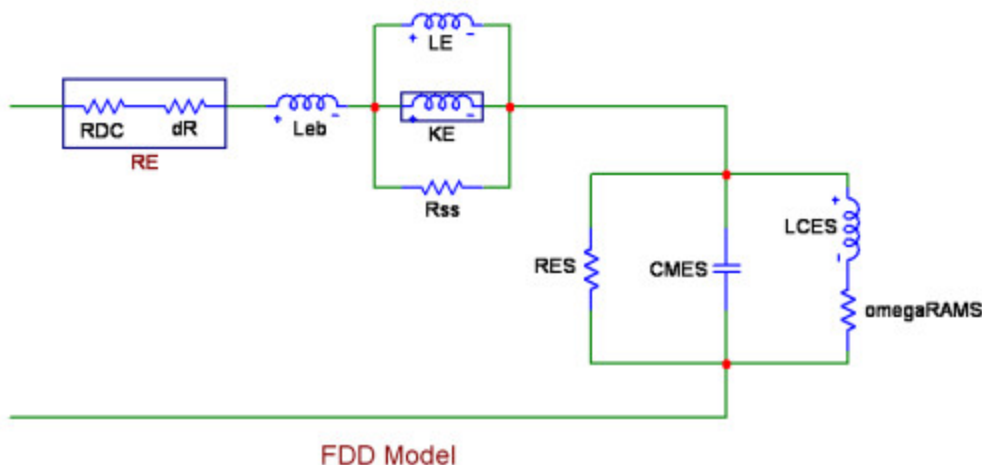 LE
RDC
dR
Leb
KE
RE
Rss
LCES
RES
CMES
omegaRAMS
FDD Model